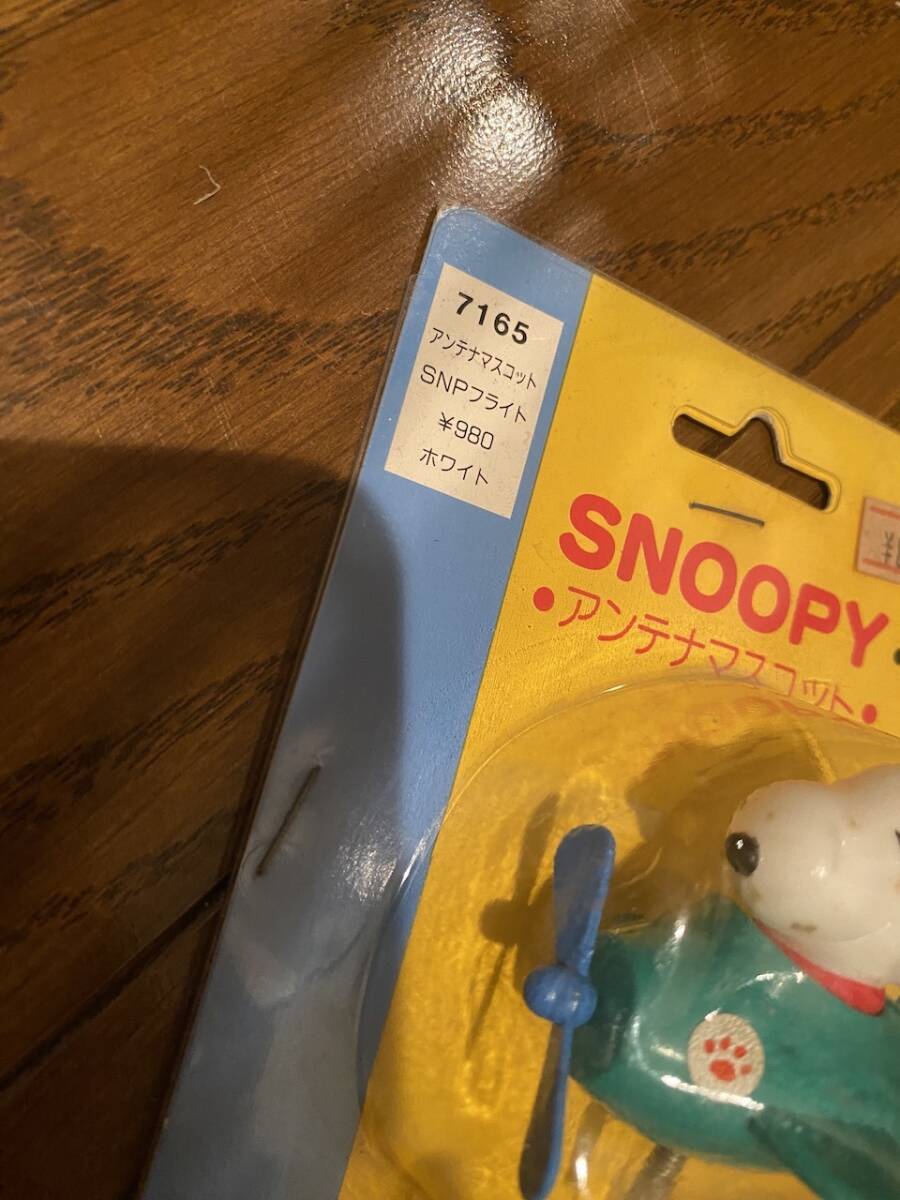 7165
アンテナマスコット
SNPフライト
¥980
ホワイト
SNOOPY
•アンテナマスコット•
¥